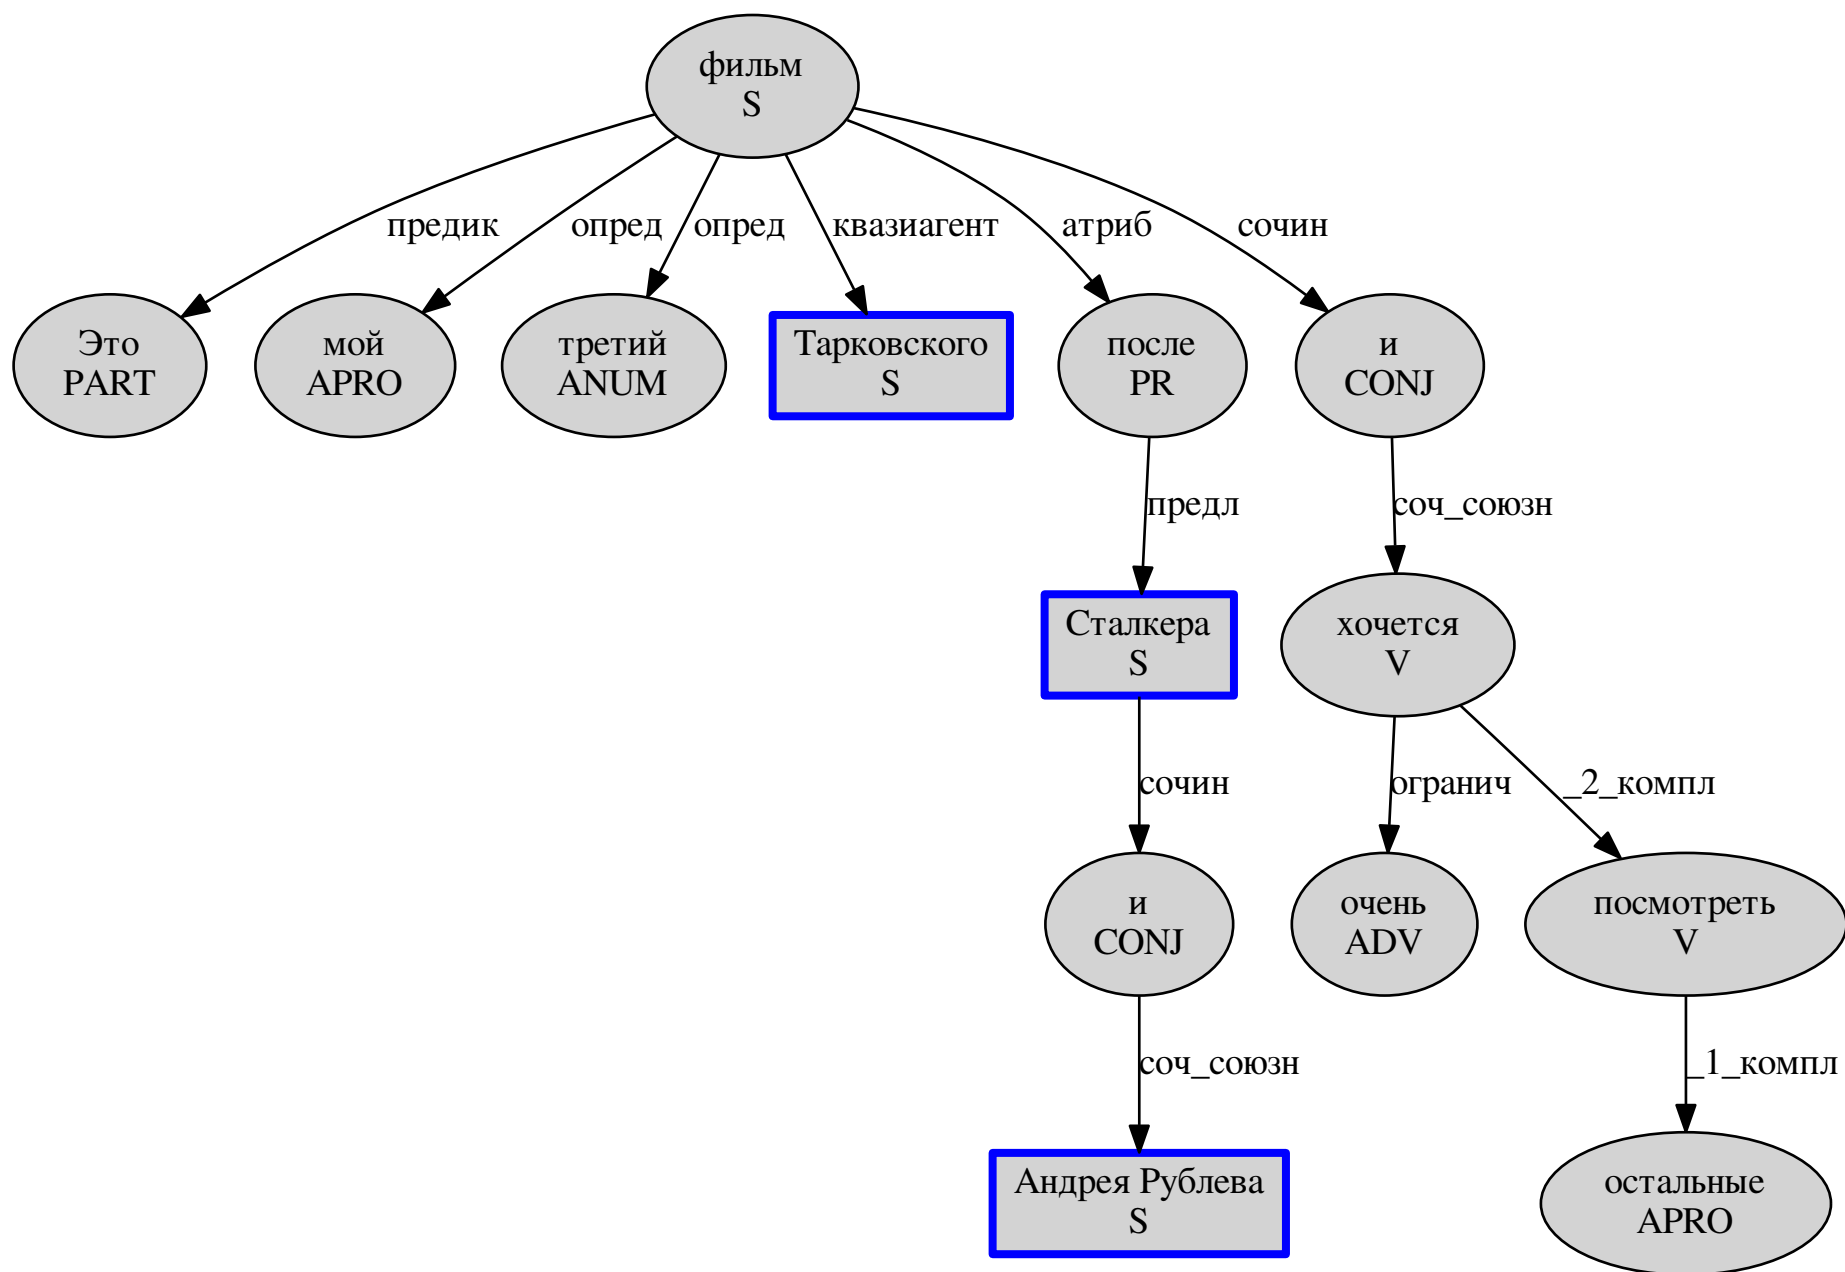 фильм
S
предик
опред
опред
квазиагент
атриб
сочин
Это
PART
мой
APRO
третий
ANUM
Тарковского
S
после
PR
и
CONJ
предл
соч_союзн
Сталкера
S
хочется
V
сочин
огранич
_2_компл
и
CONJ
очень
ADV
посмотреть
V
соч_союзн
_1_компл
Андрея Рублева
S
остальные
APRO